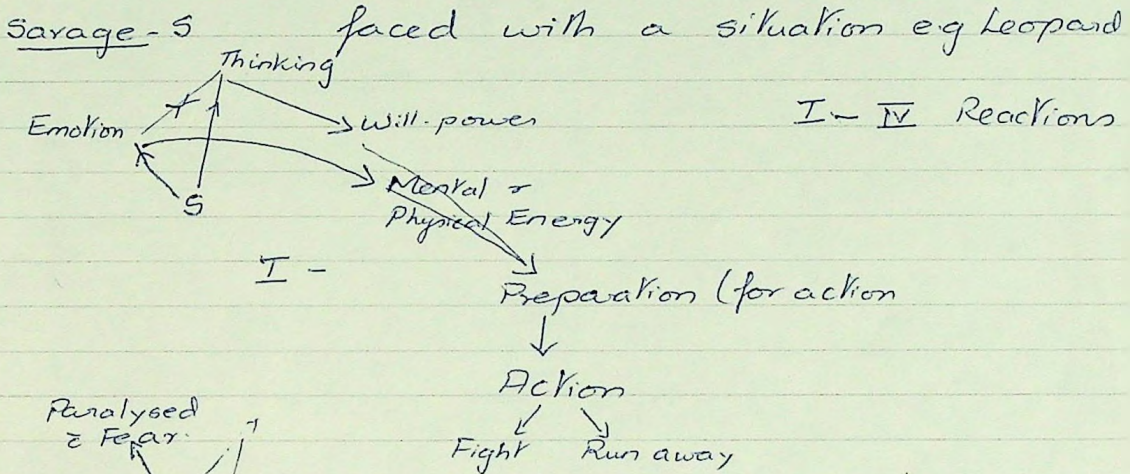 Savage - S faced with a situation e.g Leopard
Thinking
Emotion
Will-power
I - IV Reactions
S
Mental &
Physical Energy
I -
Preparation (for action
Action
Paralysed
c̄ Fear.
Fight Run away